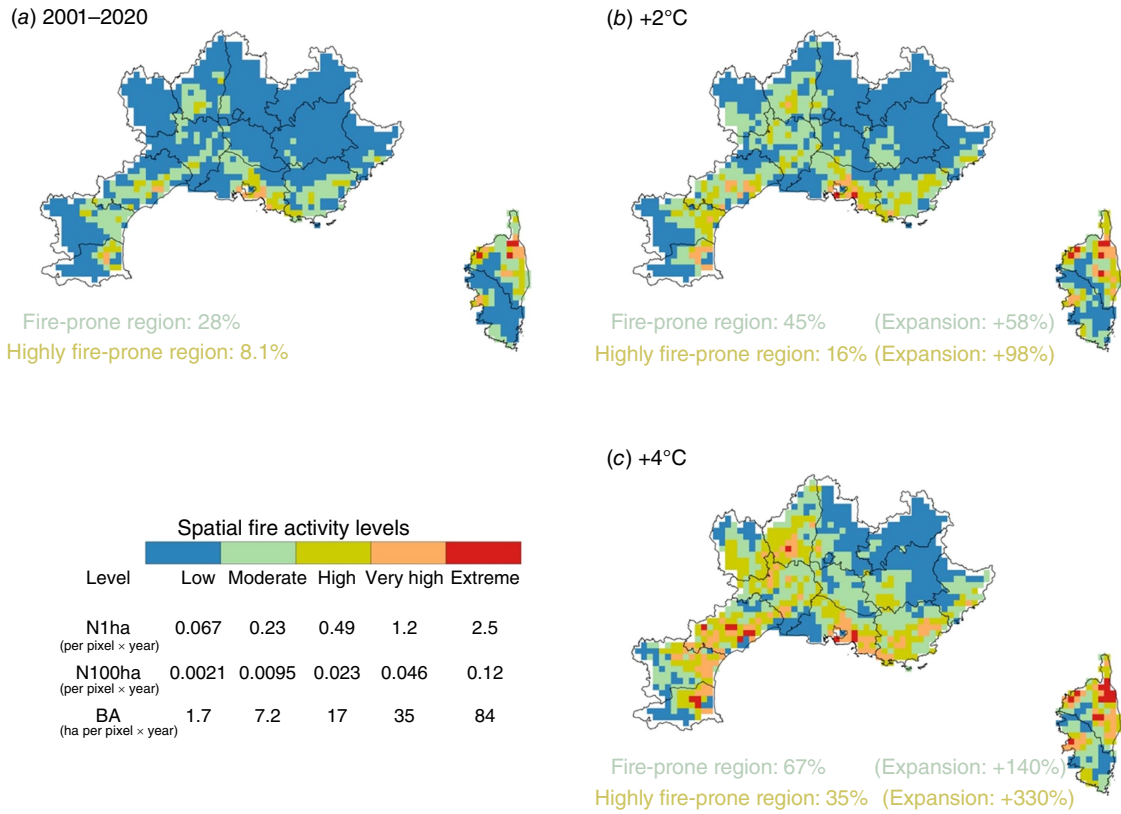 (a) 2001–2020
Fire-prone region: 28%
Highly fire-prone region: 8.1%
(b) +2°C
Fire-prone region: 45% (Expansion: +58%)
Highly fire-prone region: 16% (Expansion: +98%)
Spatial fire activity levels
Level Low Moderate High Very high Extreme
N1ha 0.067 0.23 0.49 1.2 2.5
(per pixel × year)
N100ha 0.0021 0.0095 0.023 0.046 0.12
(per pixel × year)
BA 1.7 7.2 17 35 84
(ha per pixel × year)
(c) +4°C
Fire-prone region: 67% (Expansion: +140%)
Highly fire-prone region: 35% (Expansion: +330%)